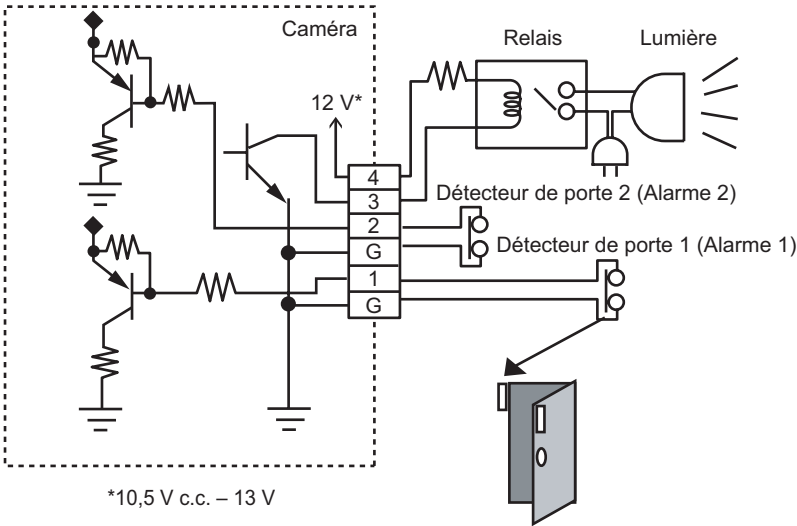 Caméra
Relais
Lumière
12 V*
4
3
2
G
1
G
Détecteur de porte 2 (Alarme 2)
Détecteur de porte 1 (Alarme 1)
*10,5 V c.c. – 13 V